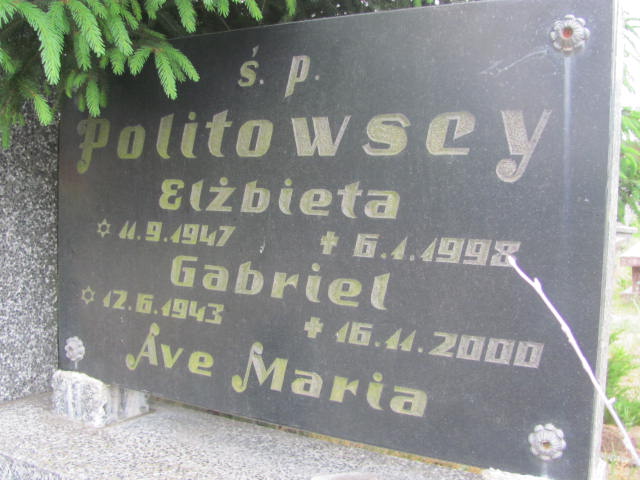 ś. p.
Politowscy
Elżbieta
✡ 11.9.1947 ✝ 6.1.1998
Gabriel
✡ 12.6.1943 ✝ 16.11.2000
Ave Maria